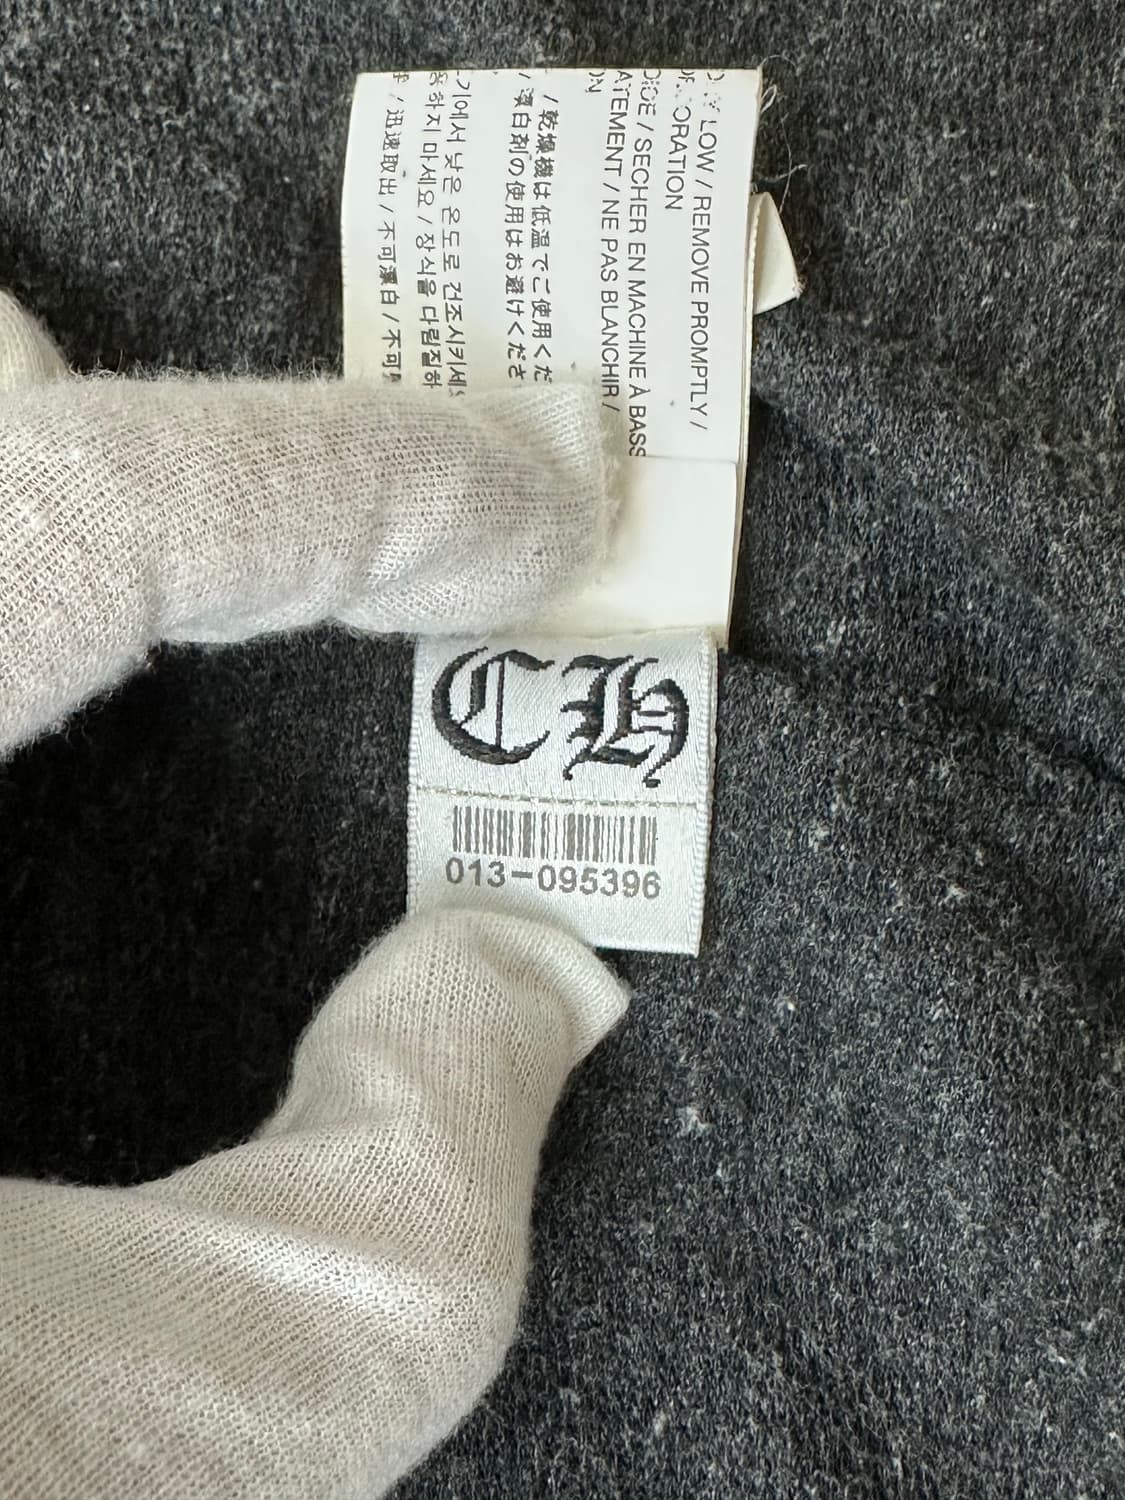 LOW / REMOVE PROMPTLY /
ORATION
/ SECHER EN MACHINE À BASS
ATEMENT / NE PAS BLANCHIR /
/ 乾燥機は低温でご使用くだ
/ 漂白剤の使用はお避けくださ
기에서 낮은 온도로 건조시키세
용하지 마세요 / 장식을 다림질하
/ 迅速取出 / 不可漂白 / 不可
CH
013-095396